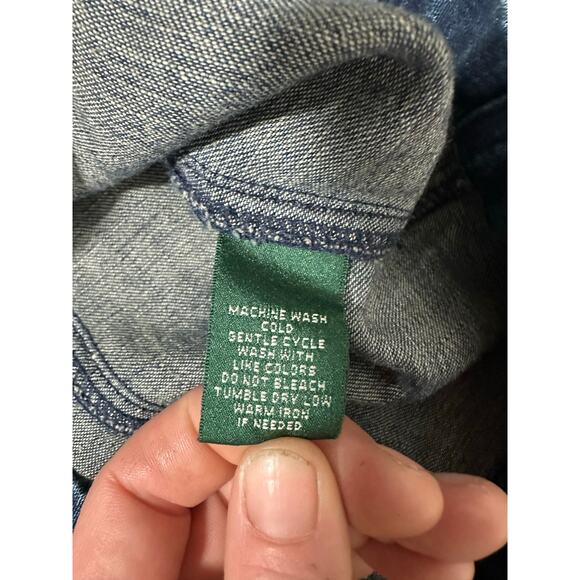 MACHINE WASH
COLD
GENTLE CYCLE
WASH WITH
LIKE COLORS
DO NOT BLEACH
TUMBLE DRY LOW
WARM IRON
IF NEEDED